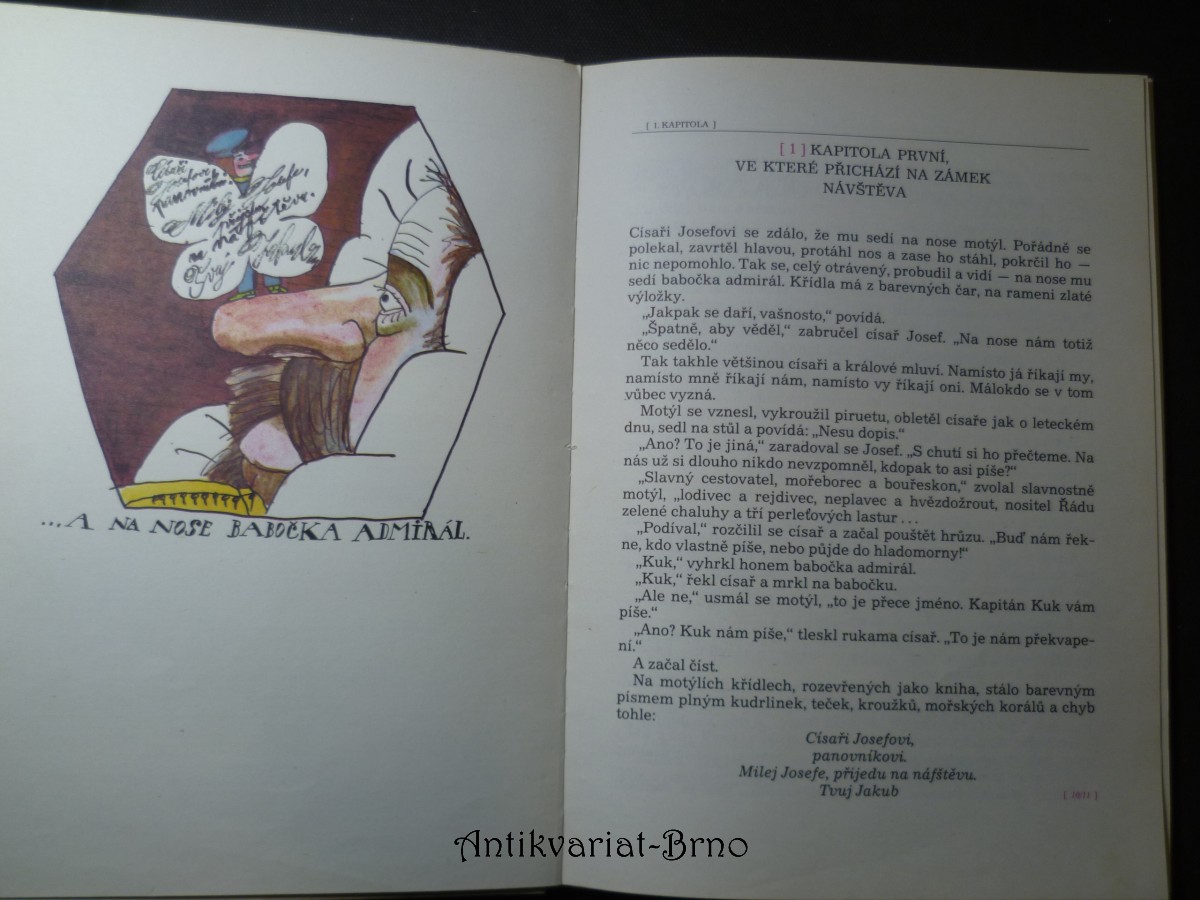 Císaři
Josefovi,
panovníkovi.
Milej Josefe,
přijedu
na náfštěvu.
Tvuj Jakub
...A NA NOSE BABOČKA ADMIRÁL.
[ 1. KAPITOLA ]
[1] KAPITOLA PRVNÍ,
VE KTERÉ PŘICHÁZÍ NA ZÁMEK
NÁVŠTĚVA
Císaři Josefovi se zdálo, že mu sedí na nose motýl. Pořádně se
polekal, zavrtěl hlavou, protáhl nos a zase ho stáhl, pokrčil ho —
nic nepomohlo. Tak se, celý otrávený, probudil a vidí — na nose mu
sedí babočka admirál. Křídla má z barevných čar, na rameni zlaté
výložky.
„Jakpak se daří, vašnosto,“ povídá.
„Špatně, aby věděl,“ zabručel císař Josef. „Na nose nám totiž
něco sedělo.“
Tak takhle většinou císaři a králové mluví. Namísto já říkají my,
namísto mně říkají nám, namísto vy říkají oni. Málokdo se v tom
vůbec vyzná.
Motýl se vznesl, vykroužil piruetu, obletěl císaře jak o leteckém
dnu, sedl na stůl a povídá: „Nesu dopis.“
„Ano? To je jiná,“ zaradoval se Josef. „S chutí si ho přečteme. Na
nás už si dlouho nikdo nevzpomněl, kdopak to asi píše?“
„Slavný cestovatel, mořeborec a bouřeskon,“ zvolal slavnostně
motýl, „lodivec a rejdivec, neplavec a hvězdožrout, nositel Řádu
zelené chaluhy a tří perleťových lastur...
„Podíval,“ rozčilil se císař a začal pouštět hrůzu. „Buď nám řek-
ne, kdo vlastně píše, nebo půjde do hladomorny!“
„Kuk,“ vyhrkl honem babočka admirál.
„Kuk,“ řekl císař a mrkl na babočku.
„Ale ne,“ usmál se motýl, „to je přece jméno. Kapitán Kuk vám
píše.“
„Ano? Kuk nám píše,“ tleskl rukama císař. „To je nám překvape-
ní.“
A začal číst.
Na motýlích křídlech, rozevřených jako kniha, stálo barevným
písmem plným kudrlinek, teček, kroužků, mořských korálů a chyb
tohle:
Císaři Josefovi,
panovníkovi.
Milej Josefe, přijedu na náfštěvu.
Tvuj Jakub
Antikvariat-Brno